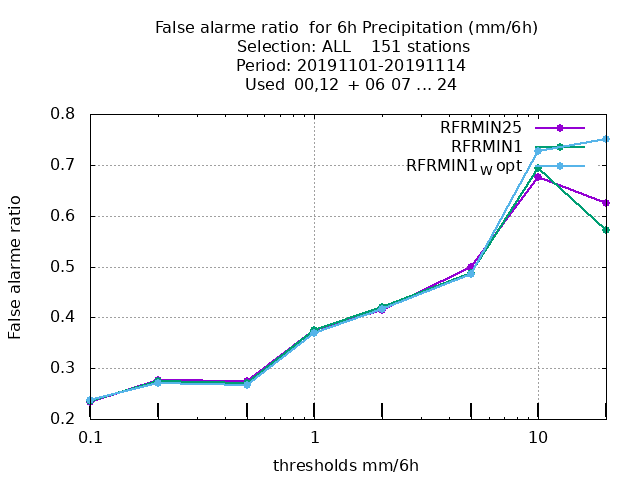 False alarme ratio  for 6h Precipitation (mm/6h)
Selection: ALL    151 stations
Period: 20191101-20191114
Used  00,12  + 06 07 ... 24
0.8
0.7
0.6
0.5
0.4
0.3
0.2
False alarme ratio
RFRMIN25
RFRMIN1
RFRMIN1W opt
0.1
1
10
thresholds mm/6h